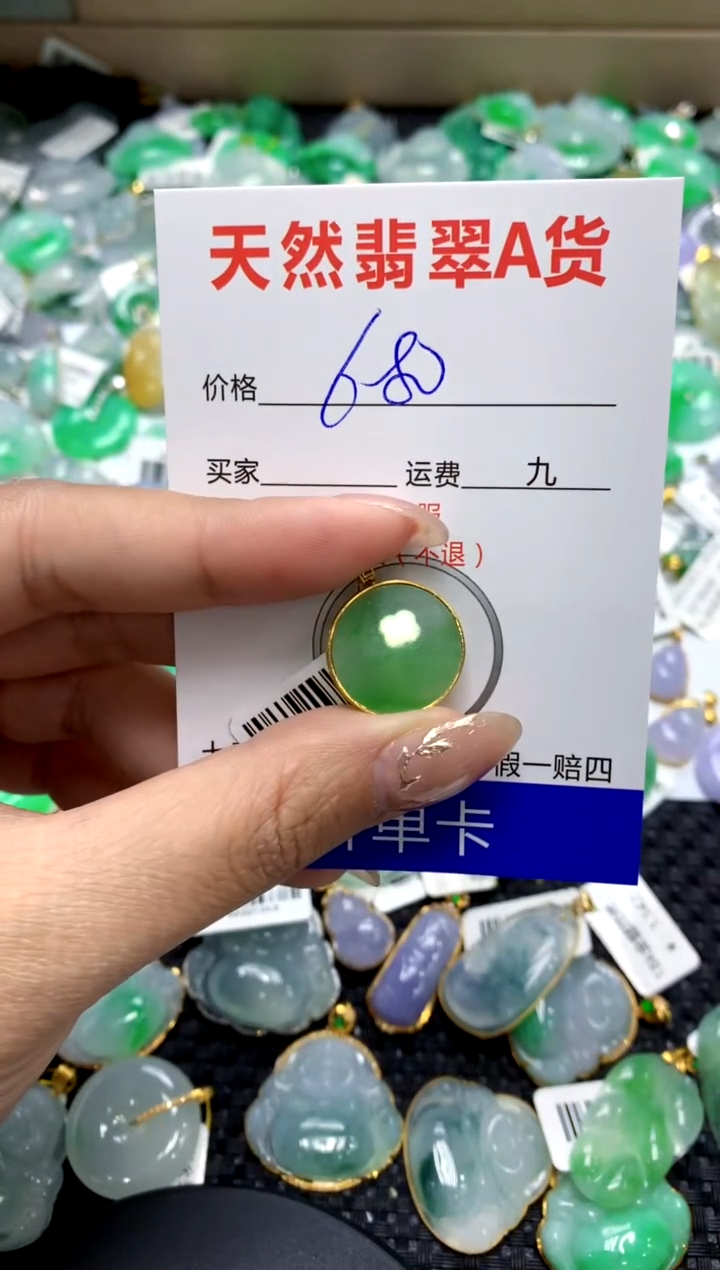 天然翡翠A货
价格 680
买家 运费 九
(不退)
假一赔四
单卡